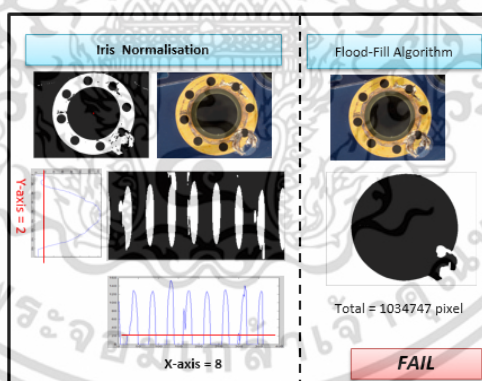 Iris Normalisation
Flood-Fill Algorithm
Y-axis = 2
X-axis = 8
Total = 1034747 pixel
FAIL